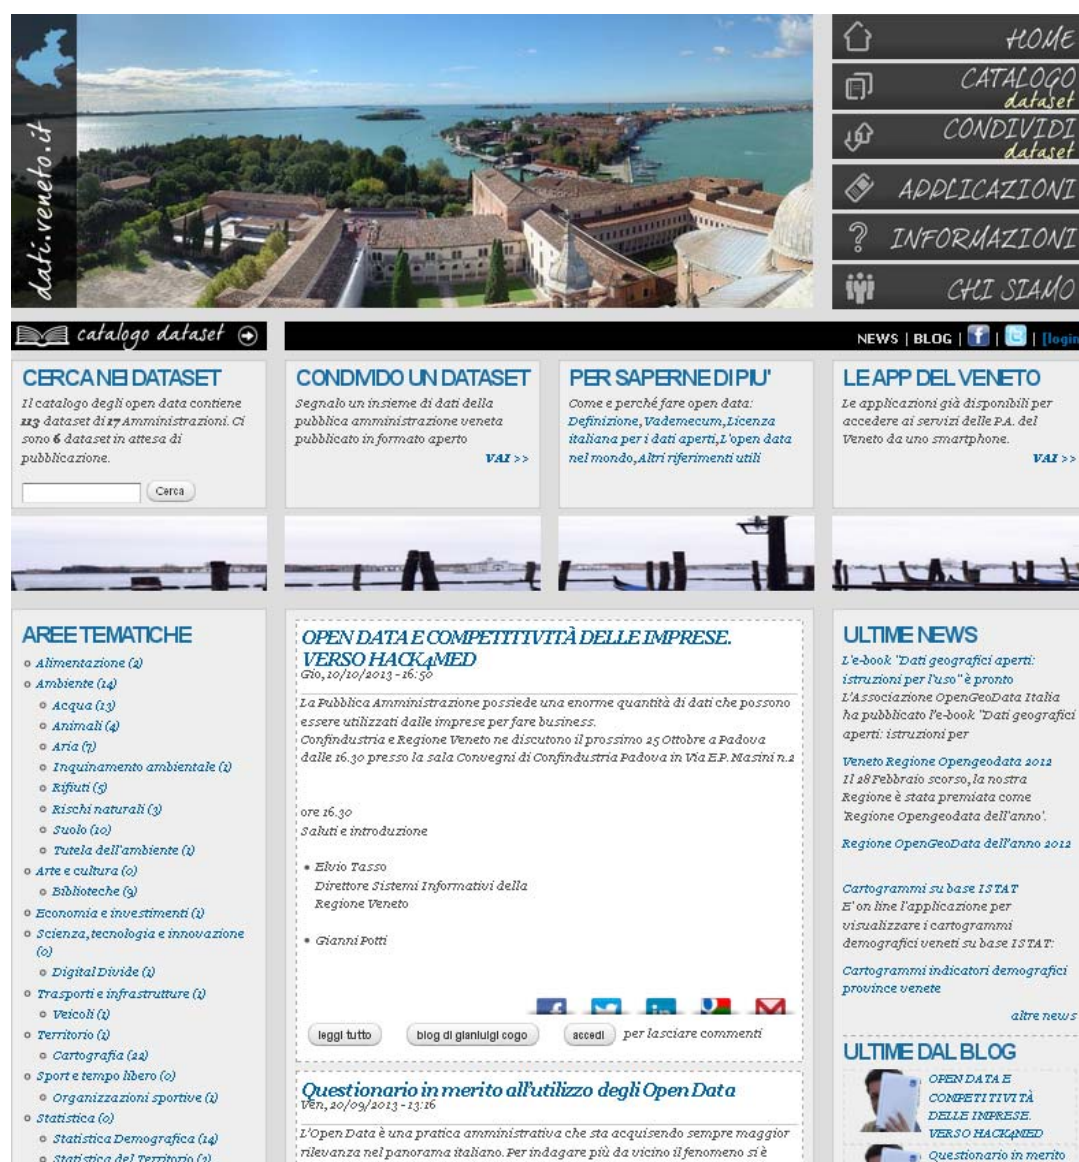 dati.veneto.it
HOME
CATALOGO
dataset
CONDIVIDI
dataset
APPLICAZIONI
INFORMAZIONI
CHI SIAMO
catalogo dataset
NEWS | BLOG | f | t | [login
CERCA NEI DATASET
Il catalogo degli open data contiene
113 dataset di 17 Amministrazioni. Ci
sono 6 dataset in attesa di
pubblicazione.
Cerca
CONDIVIDO UN DATASET
Segnalo un insieme di dati della
pubblica amministrazione veneta
pubblicato in formato aperto
VAI >>
PER SAPERNE DI PIU'
Come e perché fare open data:
Definizione, Vademecum, Licenza
italiana per i dati aperti, L'open data
nel mondo, Altri riferimenti utili
LE APP DEL VENETO
Le applicazioni già disponibili per
accedere ai servizi delle P.A. del
Veneto da uno smartphone.
VAI >>
AREE TEMATICHE
Alimentazione (2)
Ambiente (14)
Acqua (13)
Animali (4)
Aria (7)
Inquinamento ambientale (1)
Rifiuti (5)
Rischi naturali (3)
Suolo (10)
Tutela dell'ambiente (1)
Arte e cultura (0)
Biblioteche (9)
Economia e investimenti (1)
Scienza, tecnologia e innovazione
(0)
Digital Divide (1)
Trasporti e infrastrutture (1)
Veicoli (1)
Territorio (1)
Cartografia (22)
Sport e tempo libero (0)
Organizzazioni sportive (1)
Statistica (0)
Statistica Demografica (14)
Statistica del Territorio (2)
OPEN DATA E COMPETITIVITÀ DELLE IMPRESE.
VERSO HACK4MED
Gio, 10/10/2013 - 16:50
La Pubblica Amministrazione possiede una enorme quantità di dati che possono
essere utilizzati dalle imprese per fare business.
Confindustria e Regione Veneto ne discutono il prossimo 25 Ottobre a Padova
dalle 16.30 presso la sala Convegni di Confindustria Padova in Via E.P. Masini n.2
ore 16.30
Saluti e introduzione
• Elvio Tasso
Direttore Sistemi Informativi della
Regione Veneto
• Gianni Potti
leggi tutto
blog di gianluigi cogo
accedi per lasciare commenti
Questionario in merito all'utilizzo degli Open Data
Ven, 20/09/2013 - 13:16
L'Open Data è una pratica amministrativa che sta acquisendo sempre maggior
rilevanza nel panorama italiano. Per indagare più da vicino il fenomeno si è
ULTIME NEWS
L'e-book "Dati geografici aperti:
istruzioni per l'uso" è pronto
L'Associazione OpenGeoData Italia
ha pubblicato l'e-book "Dati geografici
aperti: istruzioni per
Veneto Regione Opengeodata 2012
Il 28 Febbraio scorso, la nostra
Regione è stata premiata come
'Regione Opengeodata dell'anno'.
Regione OpenGeoData dell'anno 2012
Cartogrammi su base ISTAT
E' on line l'applicazione per
visualizzare i cartogrammi
demografici veneti su base ISTAT:
Cartogrammi indicatori demografici
province venete
altre news
ULTIME DAL BLOG
OPEN DATA E
COMPETITIVITÀ
DELLE IMPRESE.
VERSO HACK4MED
Questionario in merito